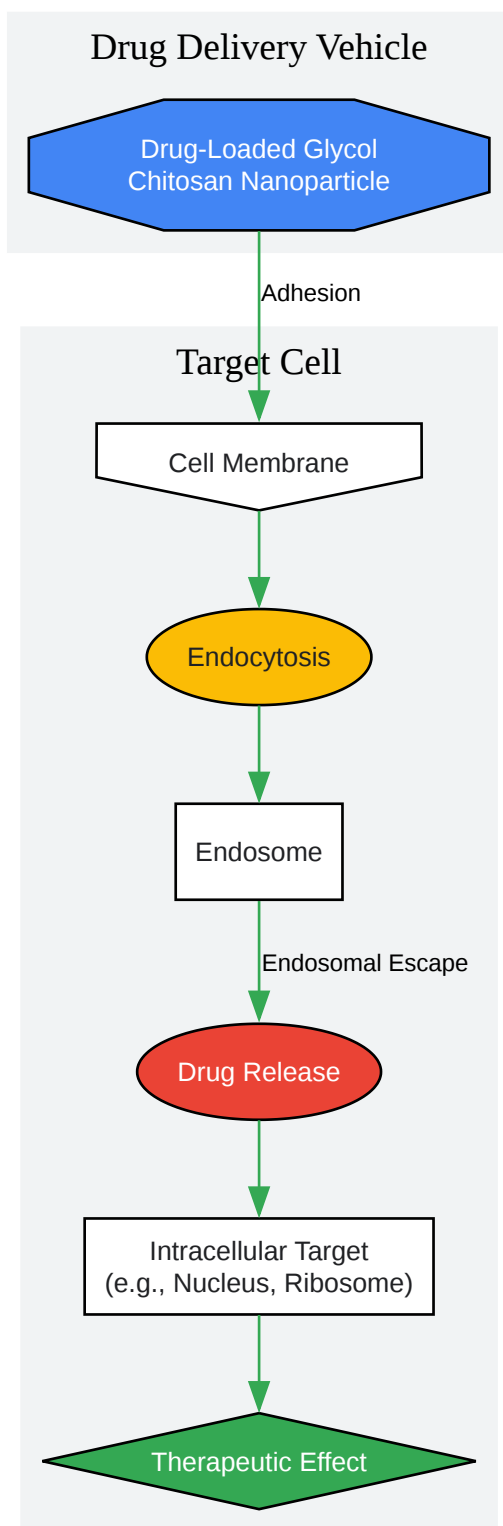 Drug Delivery Vehicle
Drug-Loaded Glycol
Chitosan Nanoparticle
Adhesion
Target Cell
Cell Membrane
Endocytosis
Endosome
Endosomal Escape
Drug Release
Intracellular Target
(e.g., Nucleus, Ribosome)
Therapeutic Effect